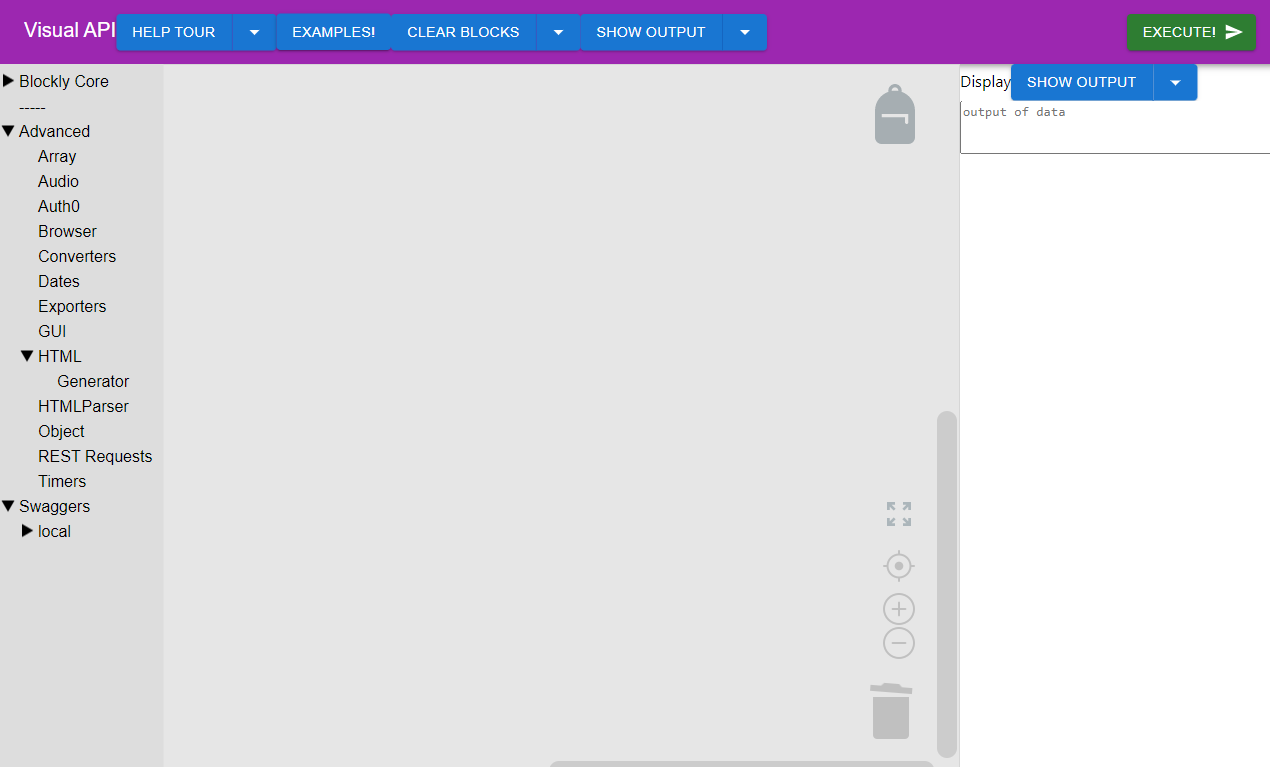 Visual API HELP TOUR EXAMPLES! CLEAR BLOCKS SHOW OUTPUT EXECUTE!
Blockly Core
-----
Advanced
Array
Audio
Auth0
Browser
Converters
Dates
Exporters
GUI
HTML
Generator
HTMLParser
Object
REST Requests
Timers
Swaggers
local
Display SHOW OUTPUT
output of data